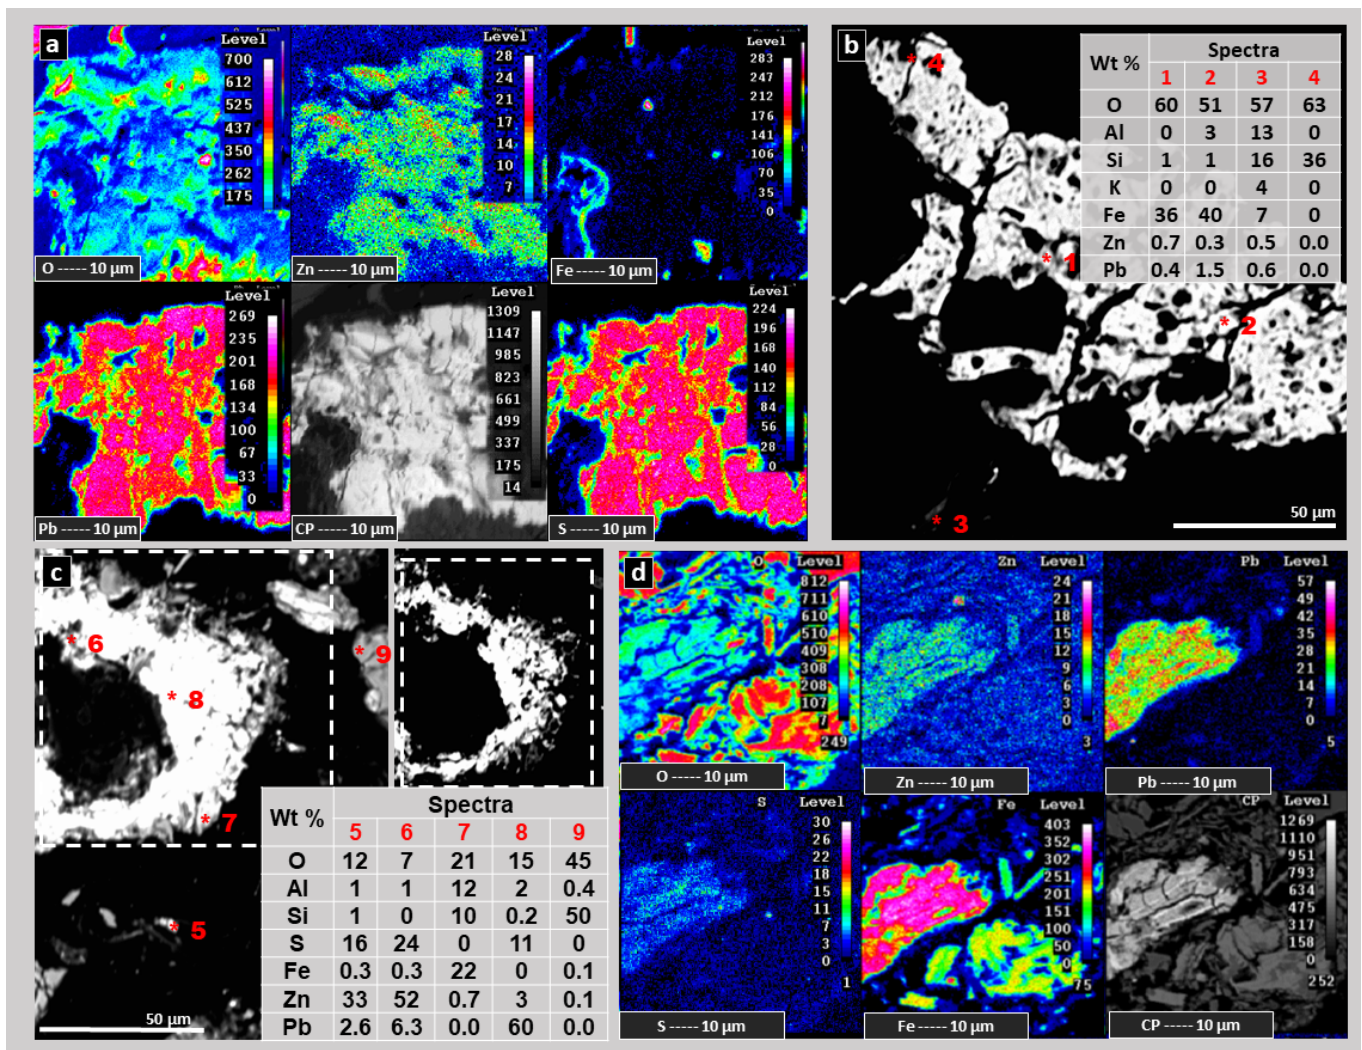 a
Level
700
612
525
437
350
262
175
O ----- 10 µm
Level
28
24
21
17
14
10
7
Zn ----- 10 µm
Level
283
247
212
176
141
106
70
35
0
Fe ----- 10 µm
Level
269
235
201
168
134
100
67
33
0
Pb ----- 10 µm
Level
1309
1147
985
823
661
499
337
175
14
CP ----- 10 µm
Level
224
196
168
140
112
84
56
28
0
S ----- 10 µm
b
Wt % Spectra
1 2 3 4
O 60 51 57 63
Al 0 3 13 0
Si 1 1 16 36
K 0 0 4 0
Fe 36 40 7 0
Zn 0.7 0.3 0.5 0.0
Pb 0.4 1.5 0.6 0.0
* 4
* 1
* 2
* 3
50 µm
c
* 6
* 9
* 8
* 7
* 5
50 µm
Wt % Spectra
5 6 7 8 9
O 12 7 21 15 45
Al 1 1 12 2 0.4
Si 1 0 10 0.2 50
S 16 24 0 11 0
Fe 0.3 0.3 22 0 0.1
Zn 33 52 0.7 3 0.1
Pb 2.6 6.3 0.0 60 0.0
d
O Level
812
711
610
510
409
308
208
107
7
249
O ----- 10 µm
Zn Level
24
21
18
15
12
9
6
3
0
3
Zn ----- 10 µm
Pb Level
57
49
42
35
28
21
14
7
0
5
Pb ----- 10 µm
S Level
30
26
22
18
15
11
7
3
0
1
S ----- 10 µm
Fe Level
403
352
302
251
201
151
100
50
0
75
Fe ----- 10 µm
CP Level
1269
1110
951
793
634
475
317
158
0
252
CP ----- 10 µm